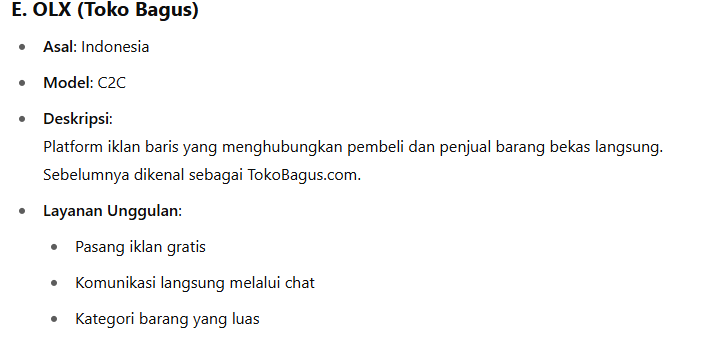 E. OLX (Toko Bagus)
Asal: Indonesia
Model: C2C
Deskripsi:
Platform iklan baris yang menghubungkan pembeli dan penjual barang bekas langsung.
Sebelumnya dikenal sebagai TokoBagus.com.
Layanan Unggulan:
Pasang iklan gratis
Komunikasi langsung melalui chat
Kategori barang yang luas